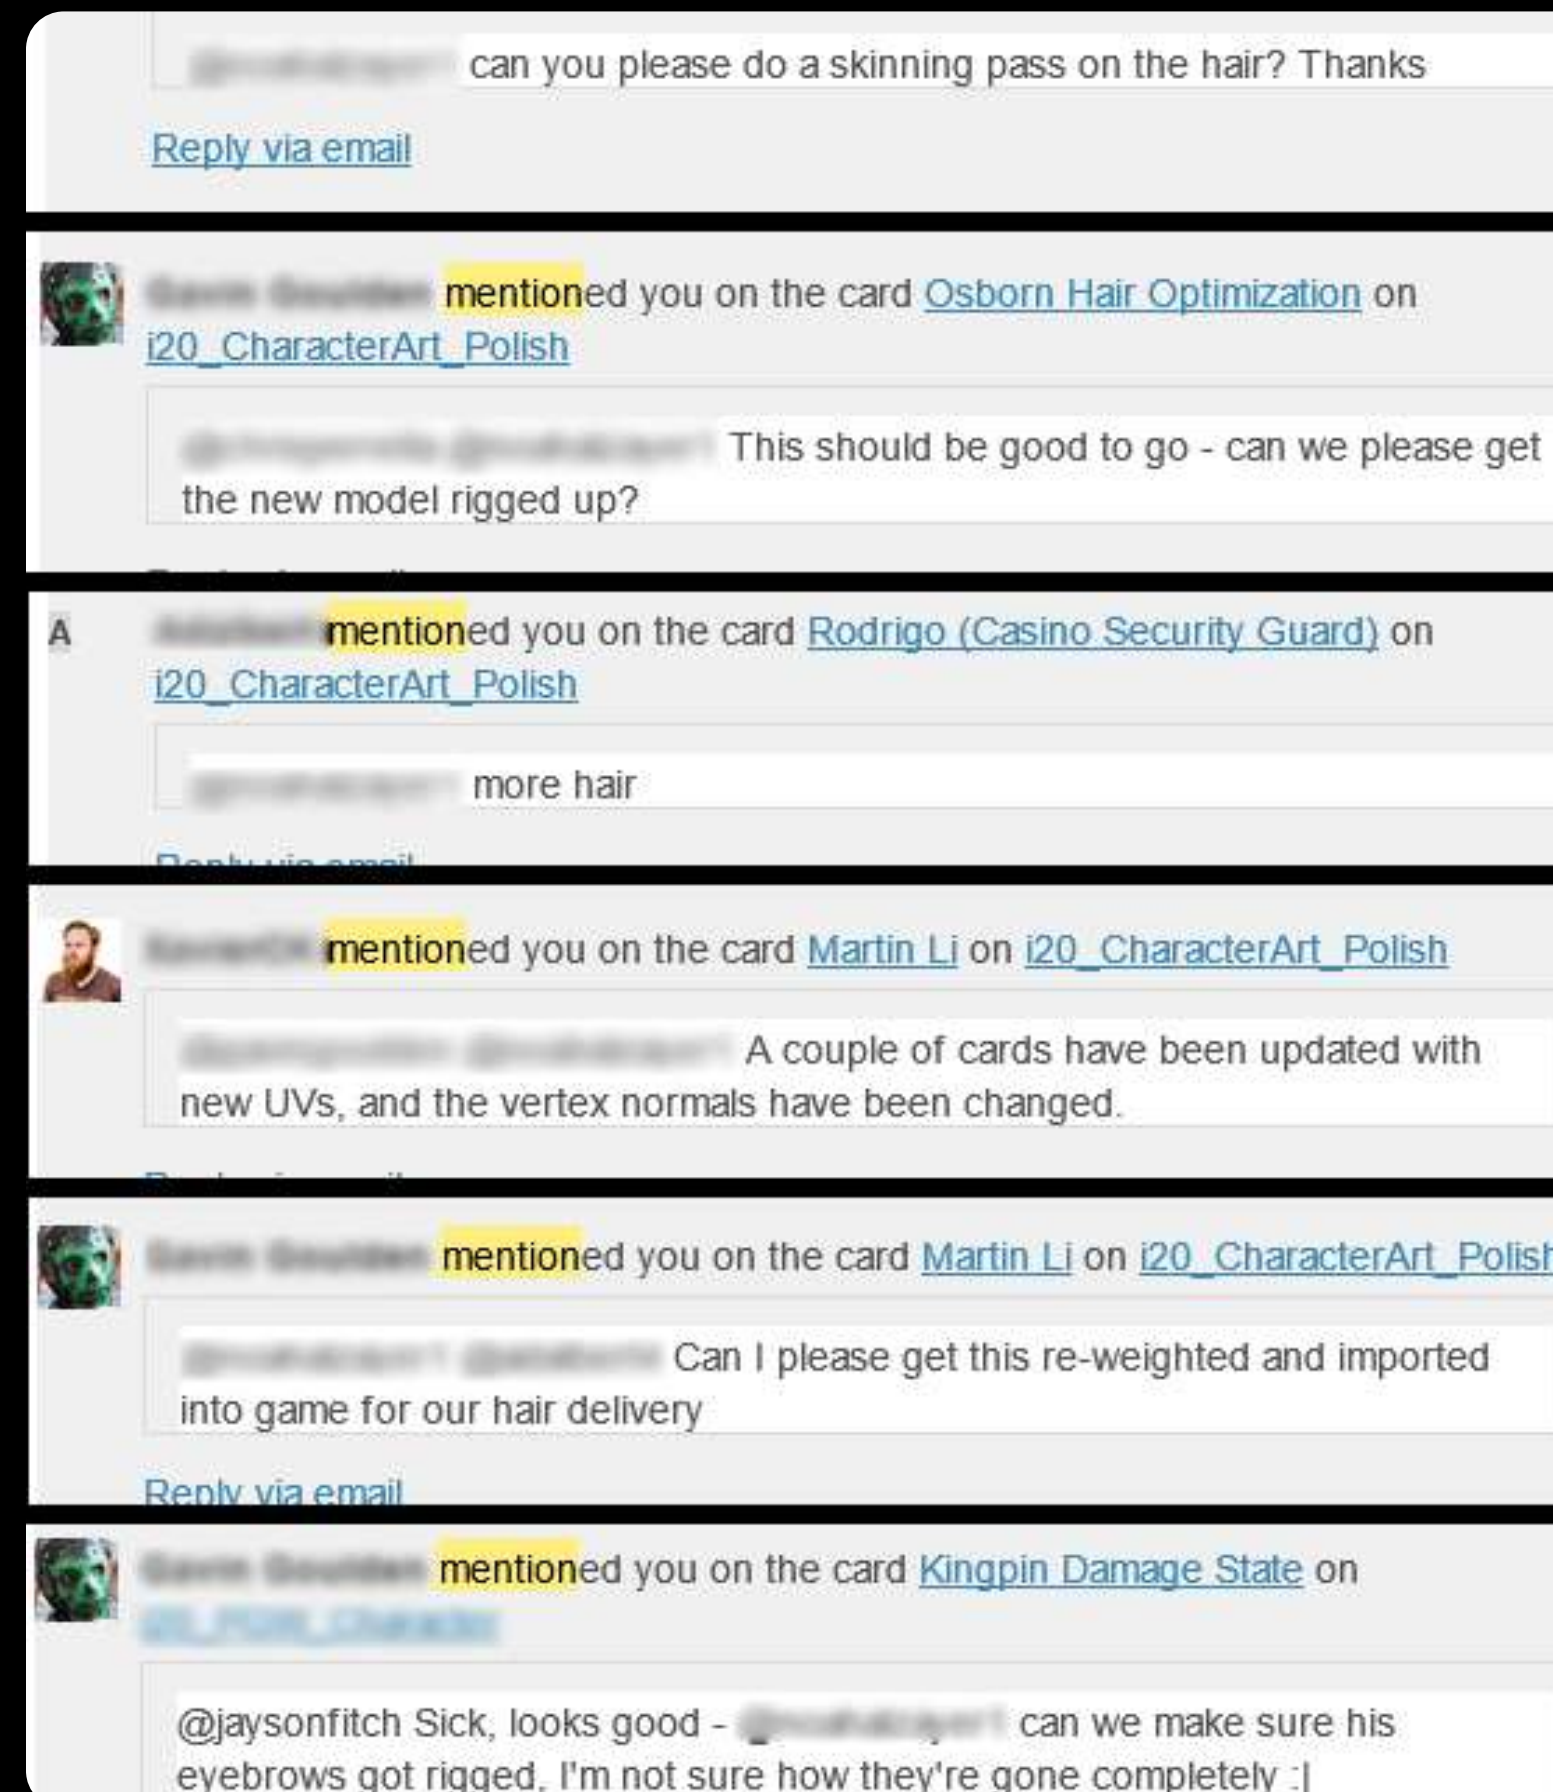 can you please do a skinning pass on the hair? Thanks
Reply via email
mentioned you on the card Osborn Hair Optimization on
i20_CharacterArt_Polish
This should be good to go - can we please get
the new model rigged up?
A
mentioned you on the card Rodrigo (Casino Security Guard) on
i20_CharacterArt_Polish
more hair
Reply via email
mentioned you on the card Martin Li on i20_CharacterArt_Polish
A couple of cards have been updated with
new UVs, and the vertex normals have been changed.
mentioned you on the card Martin Li on i20_CharacterArt_Polish
Can I please get this re-weighted and imported
into game for our hair delivery
Reply via email
mentioned you on the card Kingpin Damage State on
@jaysonfitch Sick, looks good - can we make sure his
eyebrows got rigged, I'm not sure how they're gone completely :|